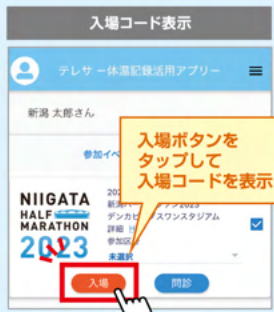 入場コード表示
テレサ ー体温記録活用アプリー
新潟 太郎さん
入場ボタンを
タップして
入場コードを表示
参加イベ
NIIGATA
HALF
MARATHON
2023
デンカビ スワンスタジアム
詳細
参加区
未選択
入場
問診